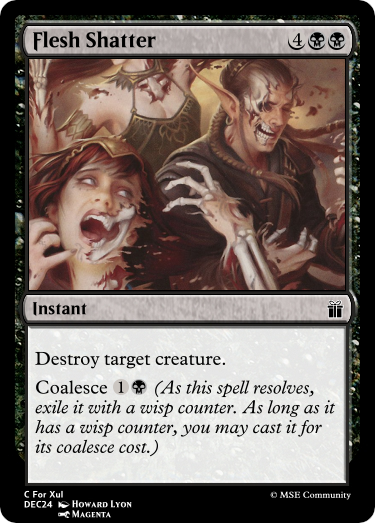 Flesh Shatter 4
Instant
Destroy target creature.
Coalesce 1 (As this spell resolves,
exile it with a wisp counter. As long as it
has a wisp counter, you may cast it for
its coalesce cost.)
C For Xul
DEC24 Howard Lyon
Magenta
© MSE Community